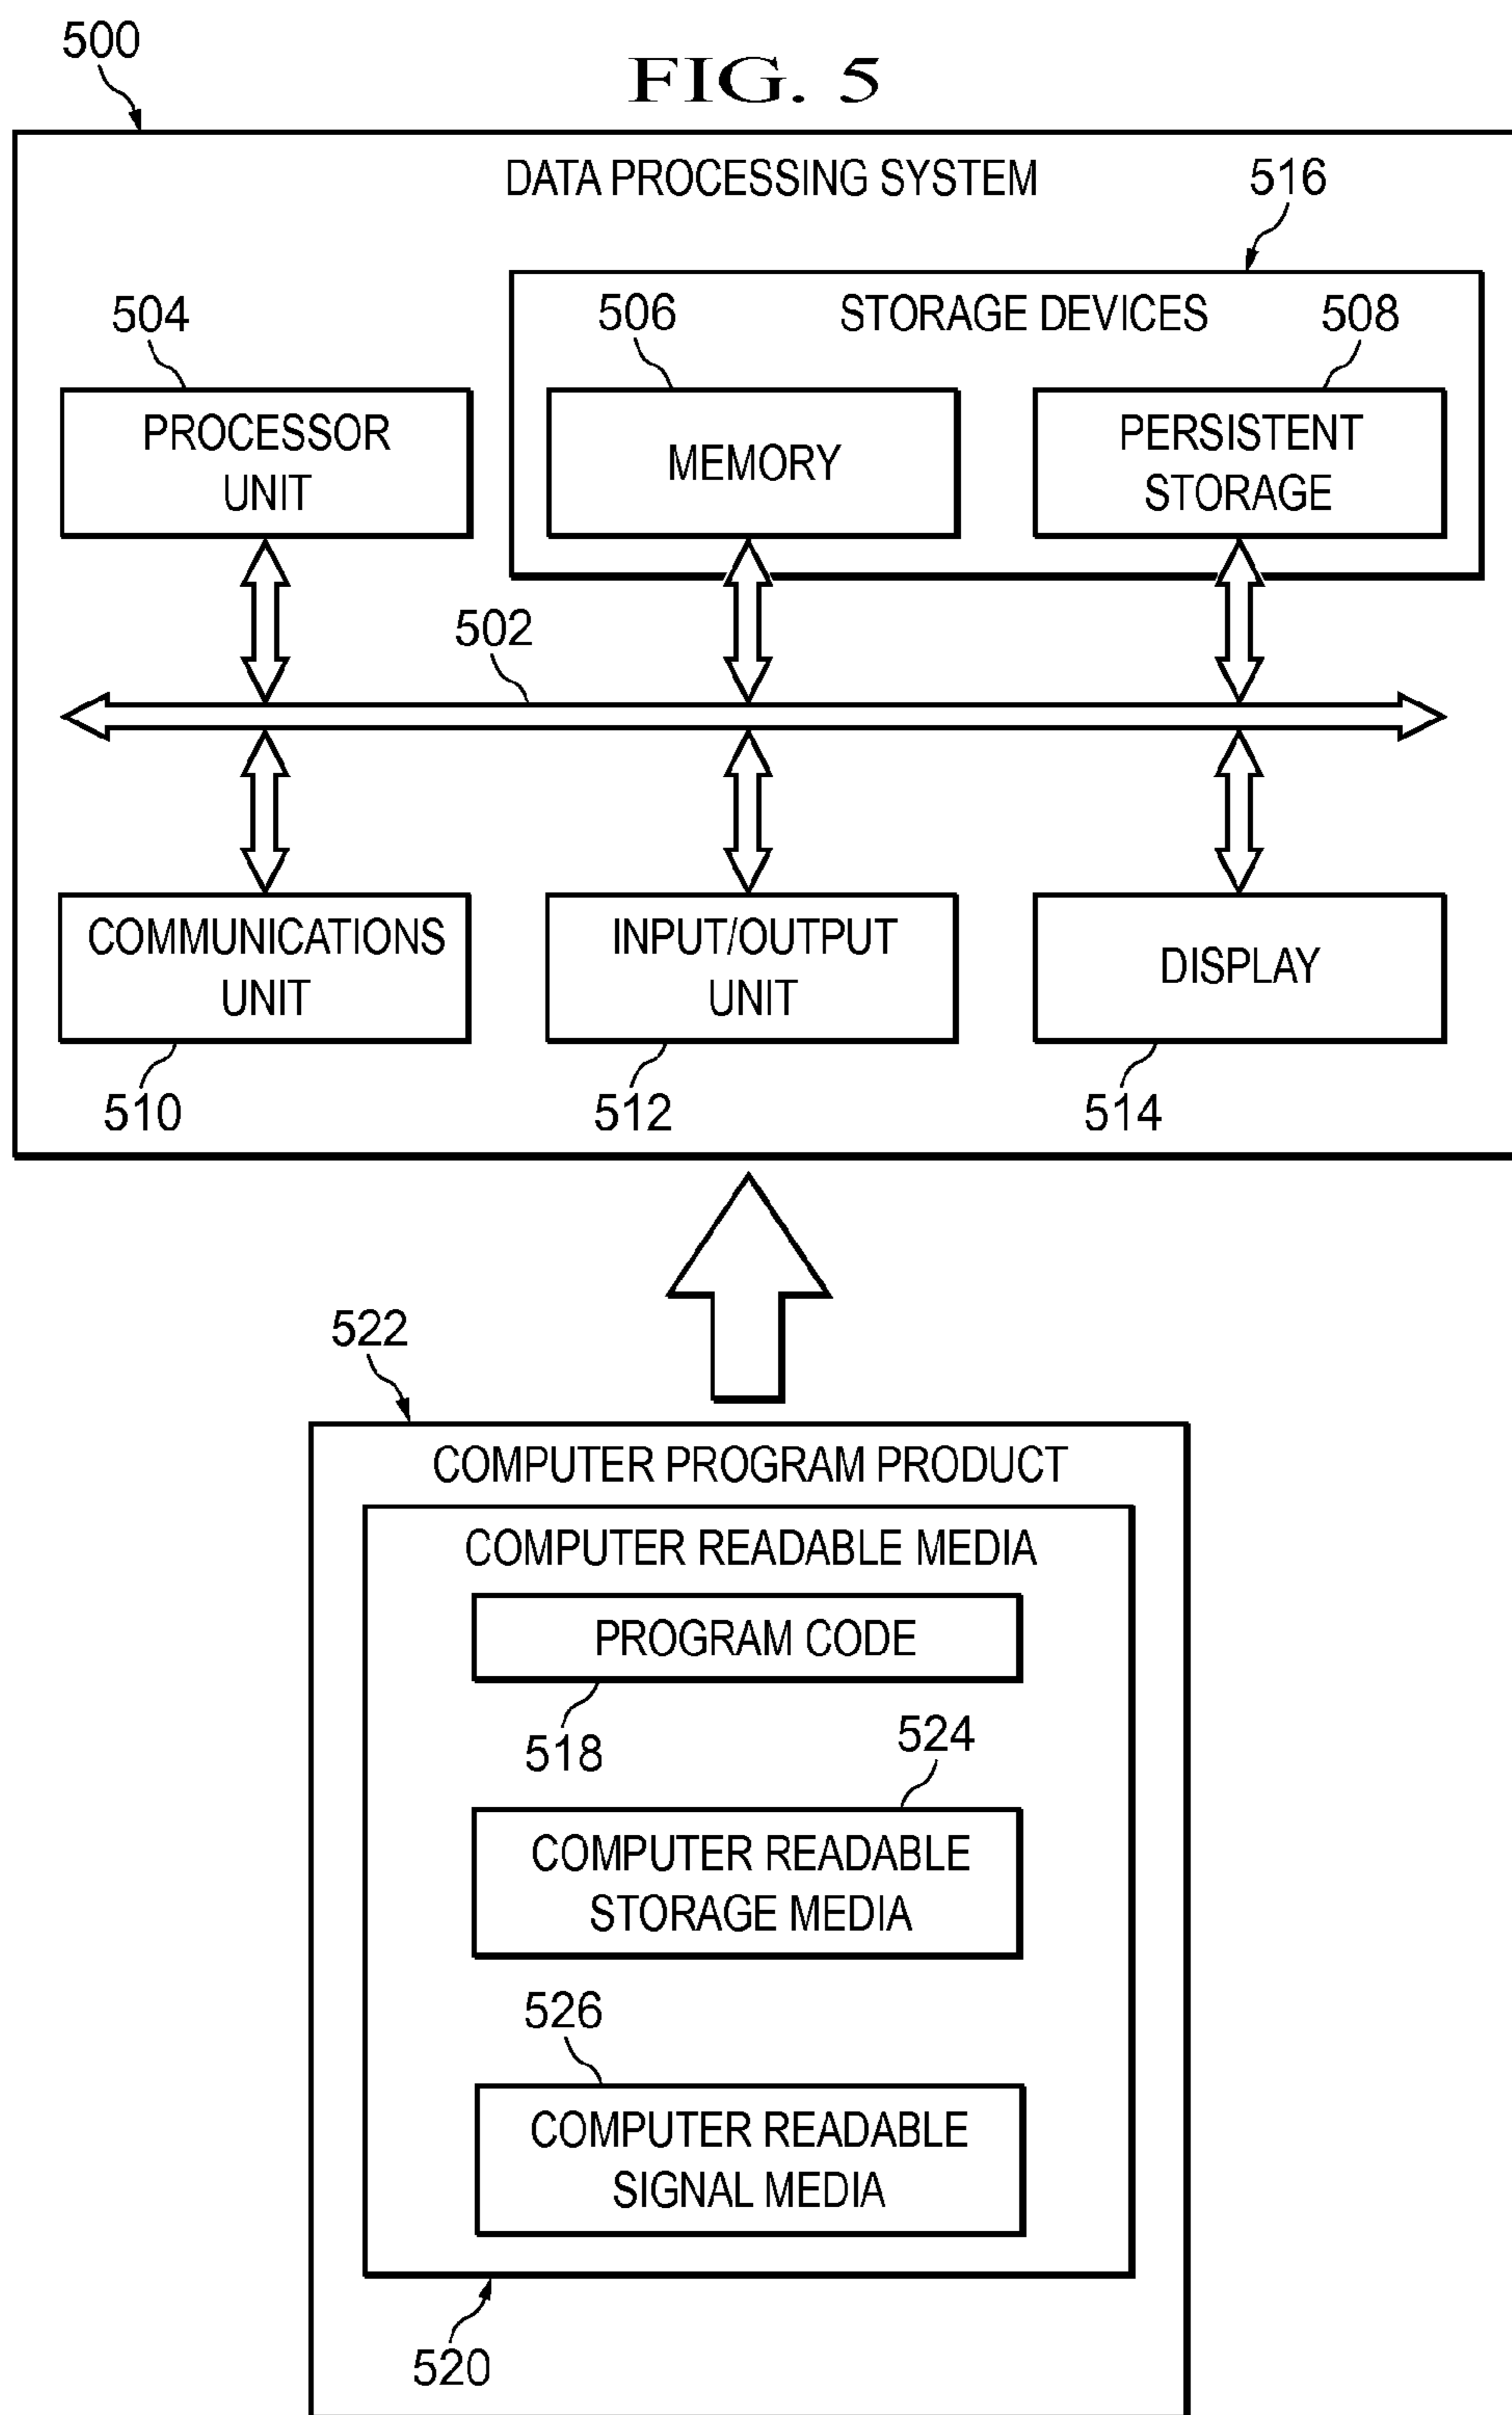 500
FIG. 5
DATA PROCESSING SYSTEM
516
504
506
STORAGE DEVICES
508
PROCESSOR
UNIT
MEMORY
PERSISTENT
STORAGE
502
COMMUNICATIONS
UNIT
INPUT/OUTPUT
UNIT
DISPLAY
510
512
514
522
COMPUTER PROGRAM PRODUCT
COMPUTER READABLE MEDIA
PROGRAM CODE
518
524
COMPUTER READABLE
STORAGE MEDIA
526
COMPUTER READABLE
SIGNAL MEDIA
520